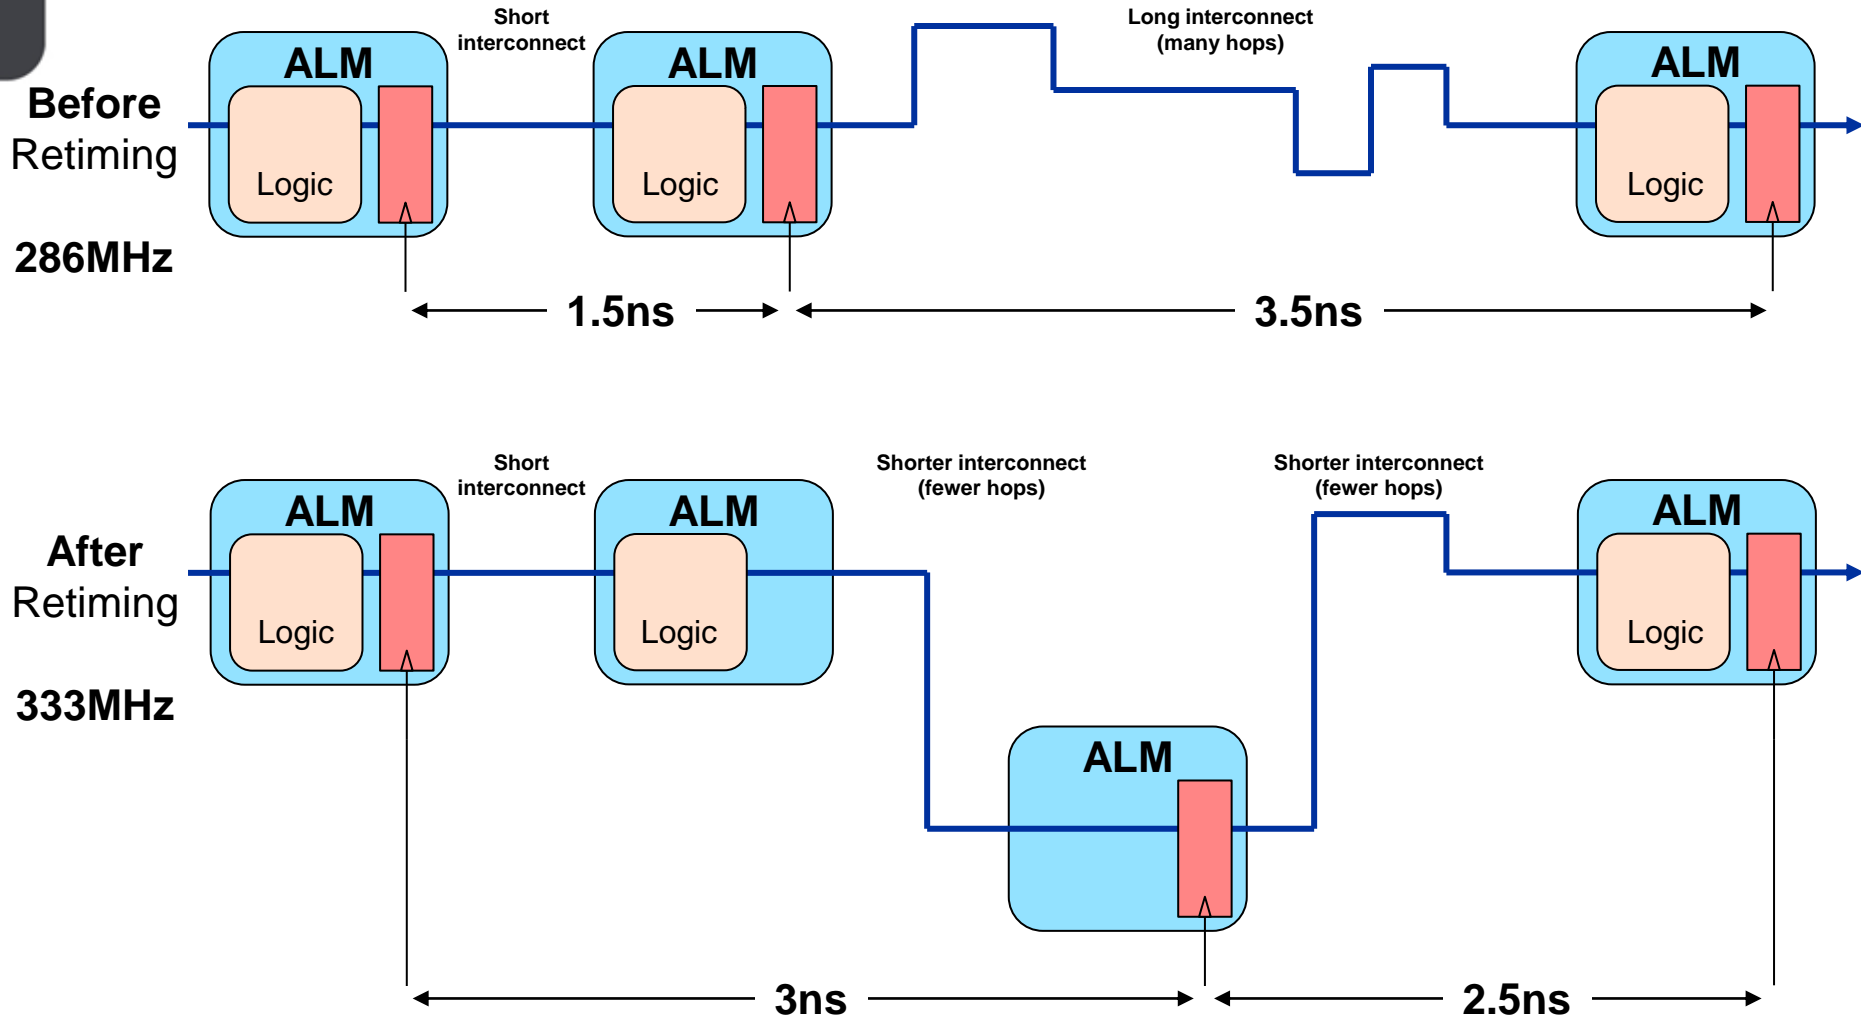 Short
interconnect
Long interconnect
(many hops)
ALM
ALM
ALM
Before
Retiming
Logic
Logic
Logic
286MHz
1.5ns
3.5ns
Short
interconnect
Shorter interconnect
(fewer hops)
Shorter interconnect
(fewer hops)
ALM
ALM
ALM
After
Retiming
Logic
Logic
Logic
333MHz
ALM
3ns
2.5ns